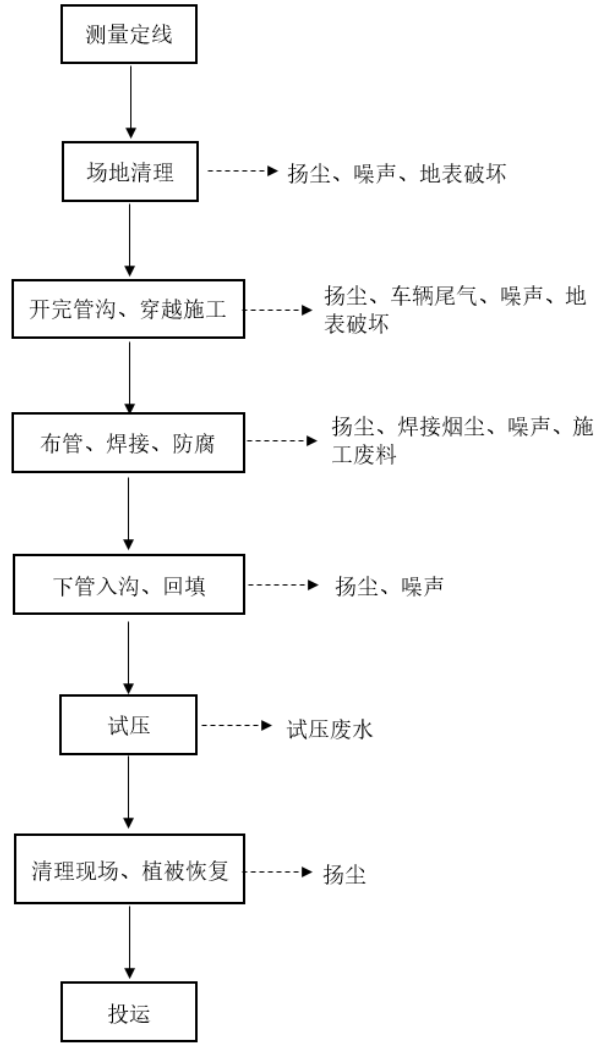 测量定线
场地清理
扬尘、噪声、地表破坏
开完管沟、穿越施工
扬尘、车辆尾气、噪声、地
表破坏
布管、焊接、防腐
扬尘、焊接烟尘、噪声、施
工废料
下管入沟、回填
扬尘、噪声
试压
试压废水
清理现场、植被恢复
扬尘
投运